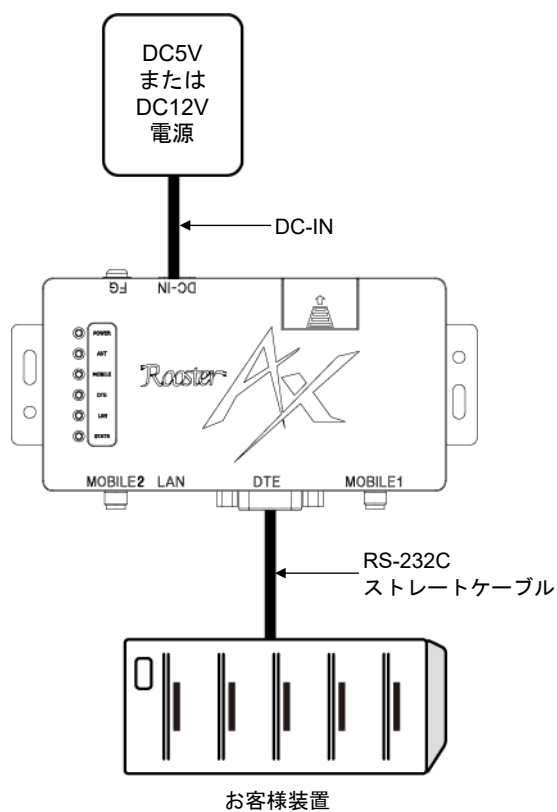 DC5V
または
DC12V
電源
DC-IN
FG
DC-IN
POWER
ANT
MOBILE
DTE
LAN
STATE
Rooster
AX
MOBILE2 LAN DTE MOBILE1
RS-232C
ストレートケーブル
お客様装置